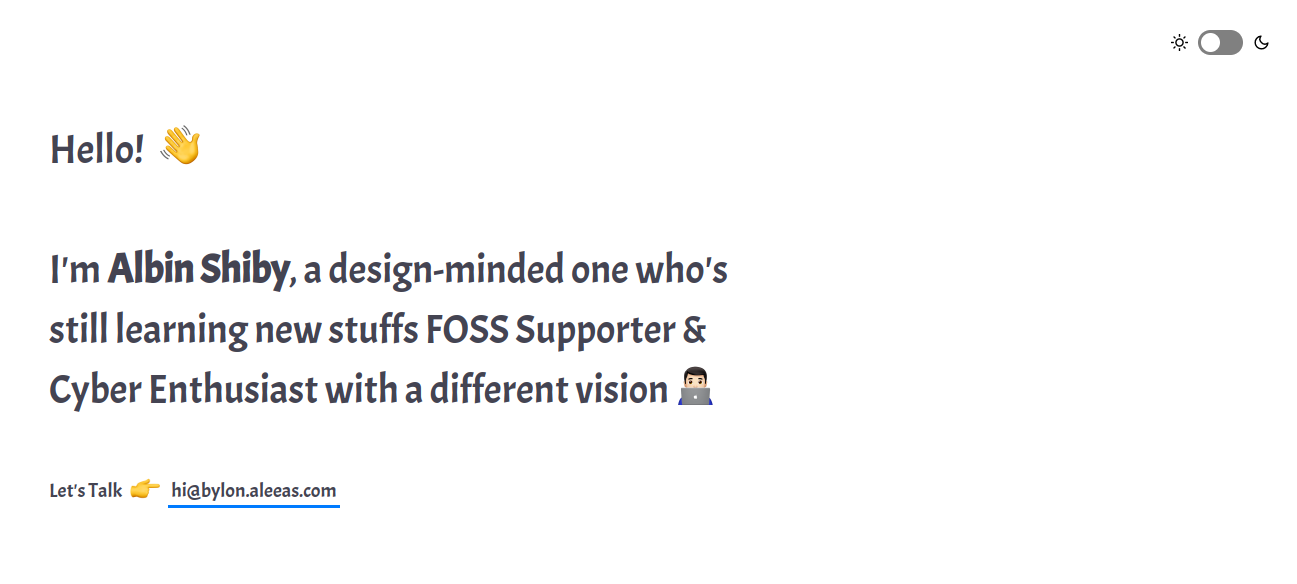 Hello! 👋
I'm Albin Shiby, a design-minded one who's
still learning new stuffs FOSS Supporter &
Cyber Enthusiast with a different vision 👨🏻‍💻
Let's Talk 👉 hi@bylon.aleeas.com